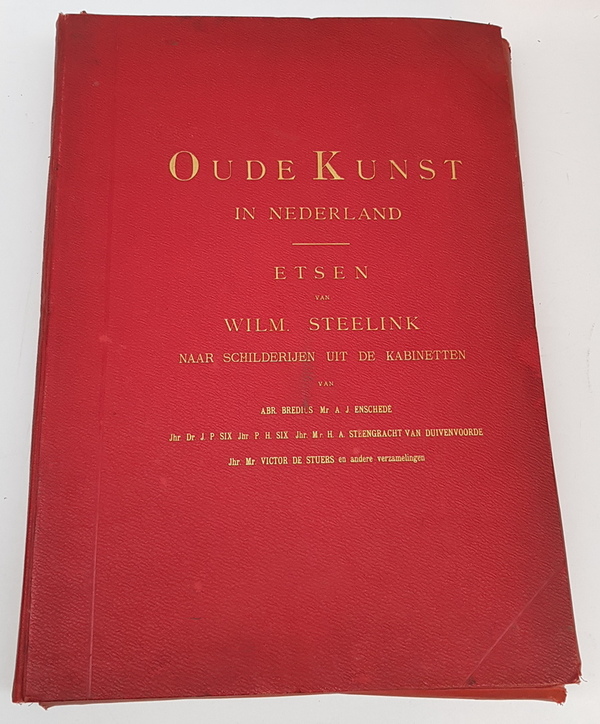 OUDE KUNST
IN NEDERLAND
ETSEN
VAN
WILM. STEELINK
NAAR SCHILDERIJEN UIT DE KABINETTEN
VAN
ABR. BREDIUS Mr A. J. ENSCHEDE
Jhr. Dr. J. P. SIX Jhr. P. H. SIX Jhr. Mr. H. A. STEENGRACHT VAN DUIVENVOORDE
Jhr. Mr. VICTOR DE STUERS en andere verzamelingen